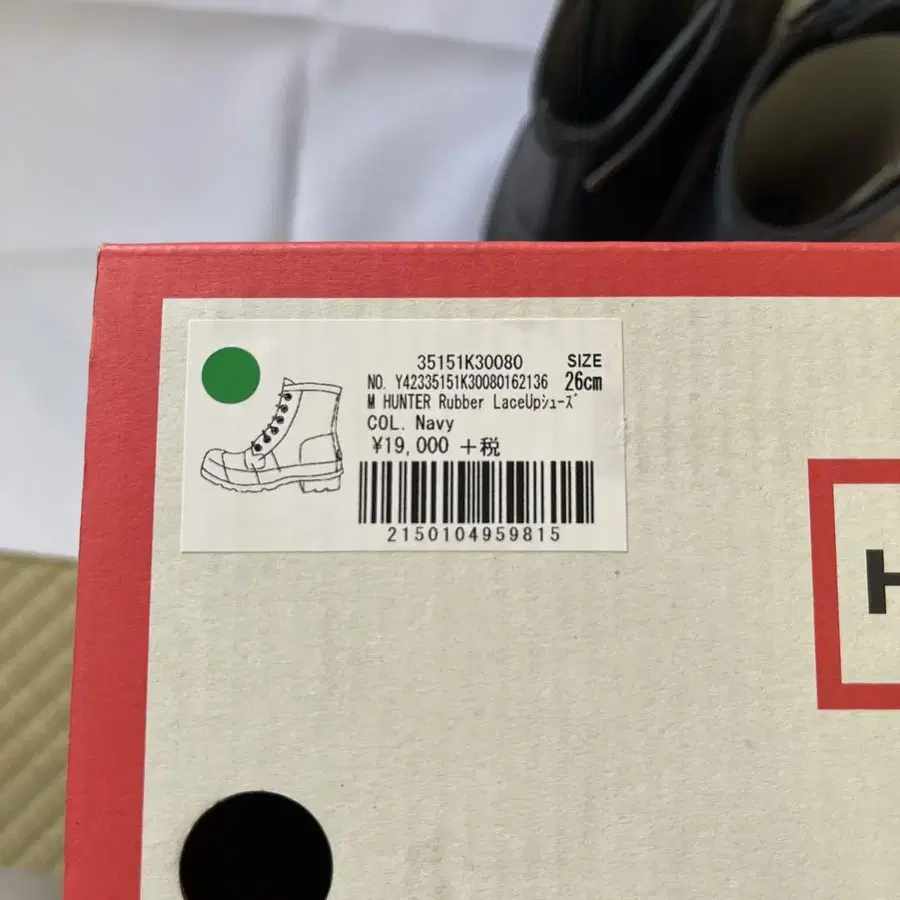 35151K30080
SIZE
NO. Y42335151K30080162136
26cm
M HUNTER Rubber LaceUpｼｭｰｽﾞ
COL. Navy
¥19,000 +税
2150104959815
H